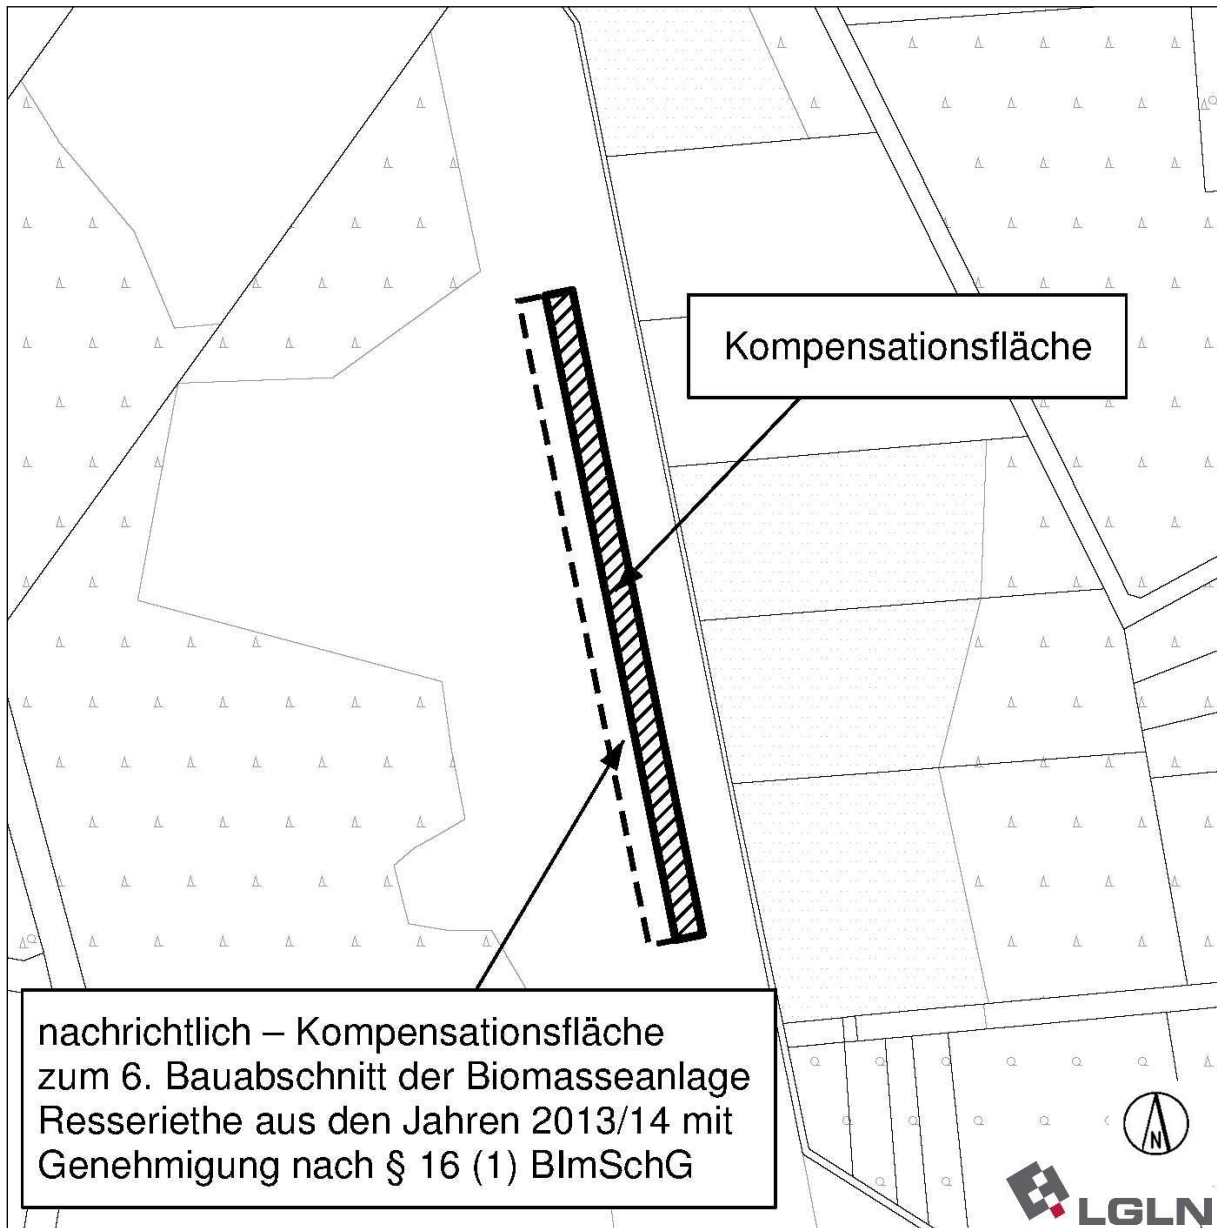 Kompensationsfläche
nachrichtlich – Kompensationsfläche
zum 6. Bauabschnitt der Biomasseanlage
Resseriethe aus den Jahren 2013/14 mit
Genehmigung nach § 16 (1) BImSchG
N
LGLN